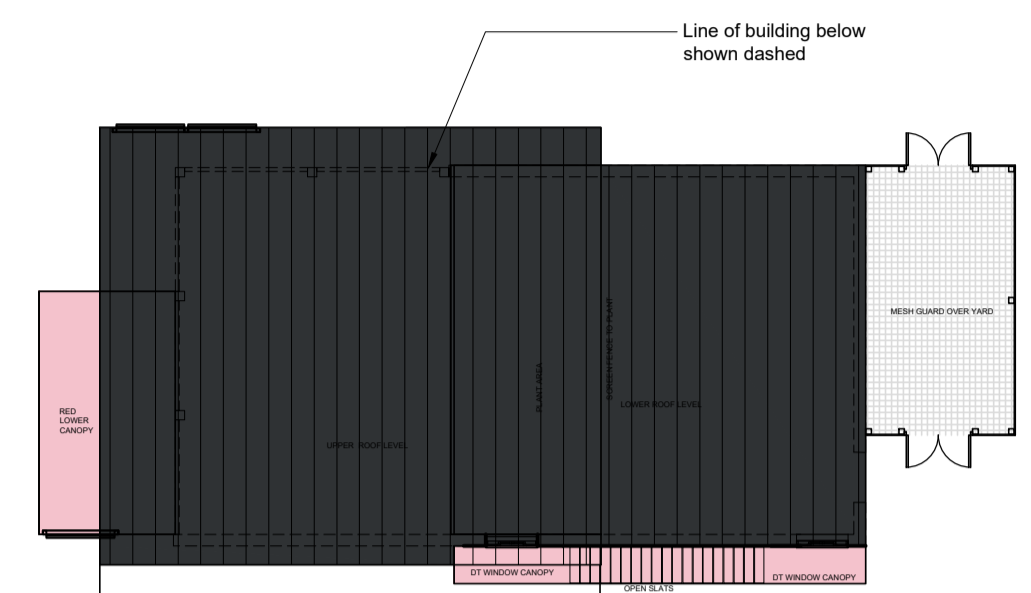 Line of building below
shown dashed
MESH GUARD OVER YARD
SCREEN FENCE TO PLANT
PLANT AREA
LOWER ROOF LEVEL
RED
LOWER
CANOPY
UPPER ROOF LEVEL
DT WINDOW CANOPY
DT WINDOW CANOPY
OPEN SLATS